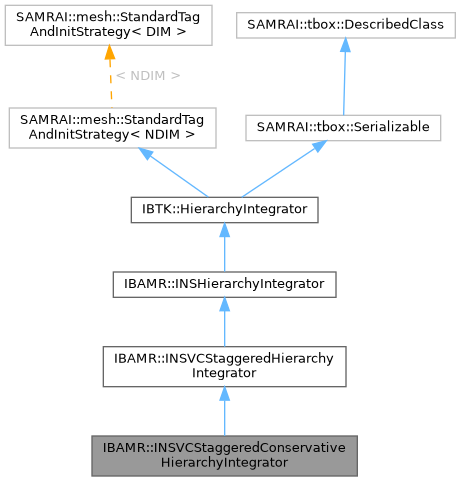 SAMRAI::mesh::StandardTag
AndInitStrategy< DIM >
SAMRAI::tbox::DescribedClass
< NDIM >
SAMRAI::mesh::StandardTag
AndInitStrategy< NDIM >
SAMRAI::tbox::Serializable
IBTK::HierarchyIntegrator
IBAMR::INSHierarchyIntegrator
IBAMR::INSVCStaggeredHierarchy
Integrator
IBAMR::INSVCStaggeredConservative
HierarchyIntegrator